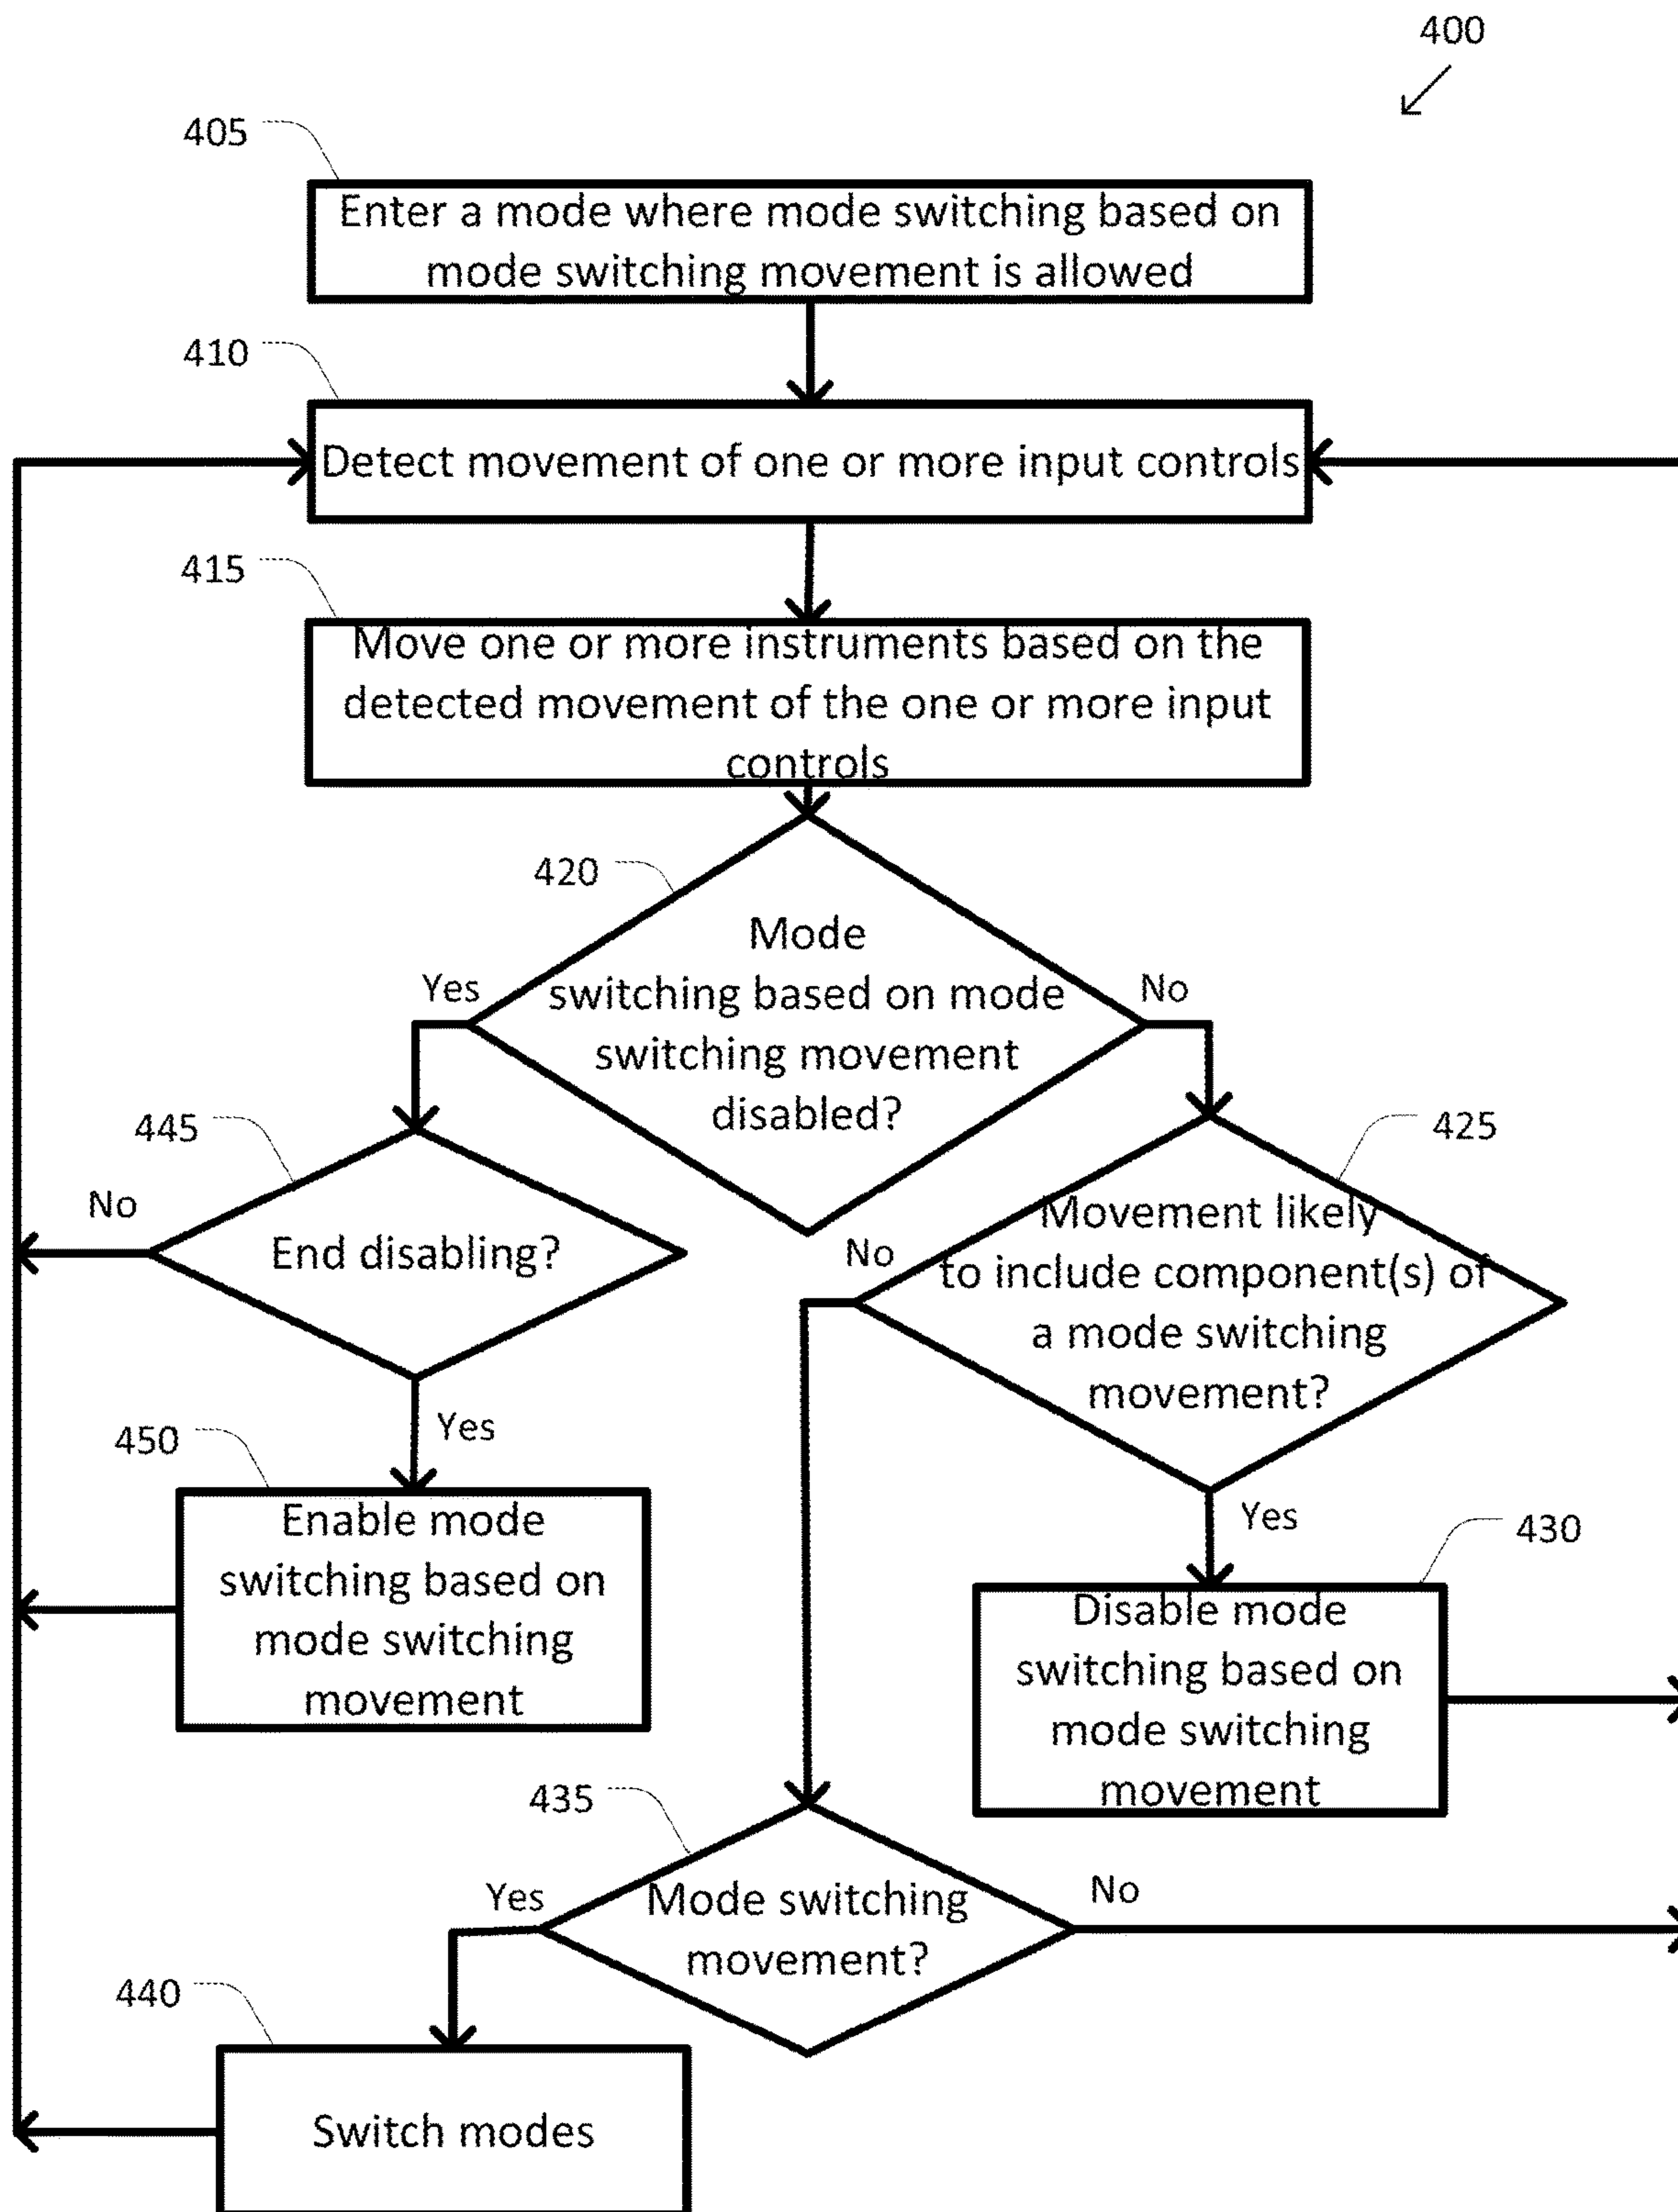 400
405
Enter a mode where mode switching based on
mode switching movement is allowed
410
Detect movement of one or more input controls
415
Move one or more instruments based on the
detected movement of the one or more input
controls
420
Mode
switching based on mode
switching movement
disabled?
Yes
No
445
End disabling?
No
Yes
425
Movement likely
to include component(s) of
a mode switching
movement?
No
Yes
450
Enable mode
switching based on
mode switching
movement
430
Disable mode
switching based on
mode switching
movement
435
Mode switching
movement?
Yes
No
440
Switch modes